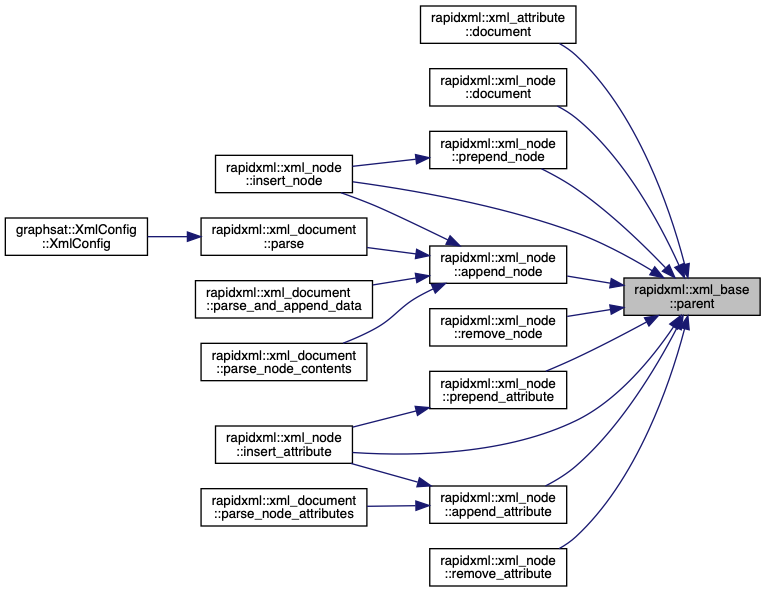 rapidxml::xml_attribute
::document
rapidxml::xml_node
::document
rapidxml::xml_node
::prepend_node
rapidxml::xml_node
::insert_node
graphsat::XmlConfig
::XmlConfig
rapidxml::xml_document
::parse
rapidxml::xml_node
::append_node
rapidxml::xml_base
::parent
rapidxml::xml_document
::parse_and_append_data
rapidxml::xml_node
::remove_node
rapidxml::xml_document
::parse_node_contents
rapidxml::xml_node
::prepend_attribute
rapidxml::xml_node
::insert_attribute
rapidxml::xml_document
::parse_node_attributes
rapidxml::xml_node
::append_attribute
rapidxml::xml_node
::remove_attribute